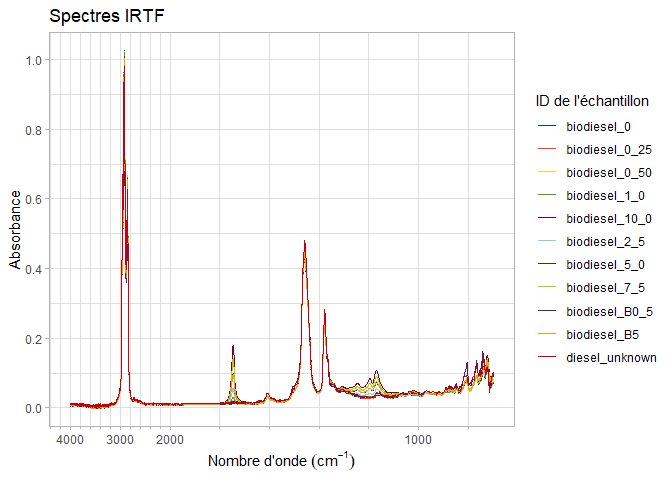 Spectres IRTF
1.0
0.8
0.6
0.4
0.2
0.0
Absorbance
4000 3000 2000 1000
Nombre d'onde (cm⁻¹)
ID de l'échantillon
biodiesel_0
biodiesel_0_25
biodiesel_0_50
biodiesel_1_0
biodiesel_10_0
biodiesel_2_5
biodiesel_5_0
biodiesel_7_5
biodiesel_B0_5
biodiesel_B5
diesel_unknown